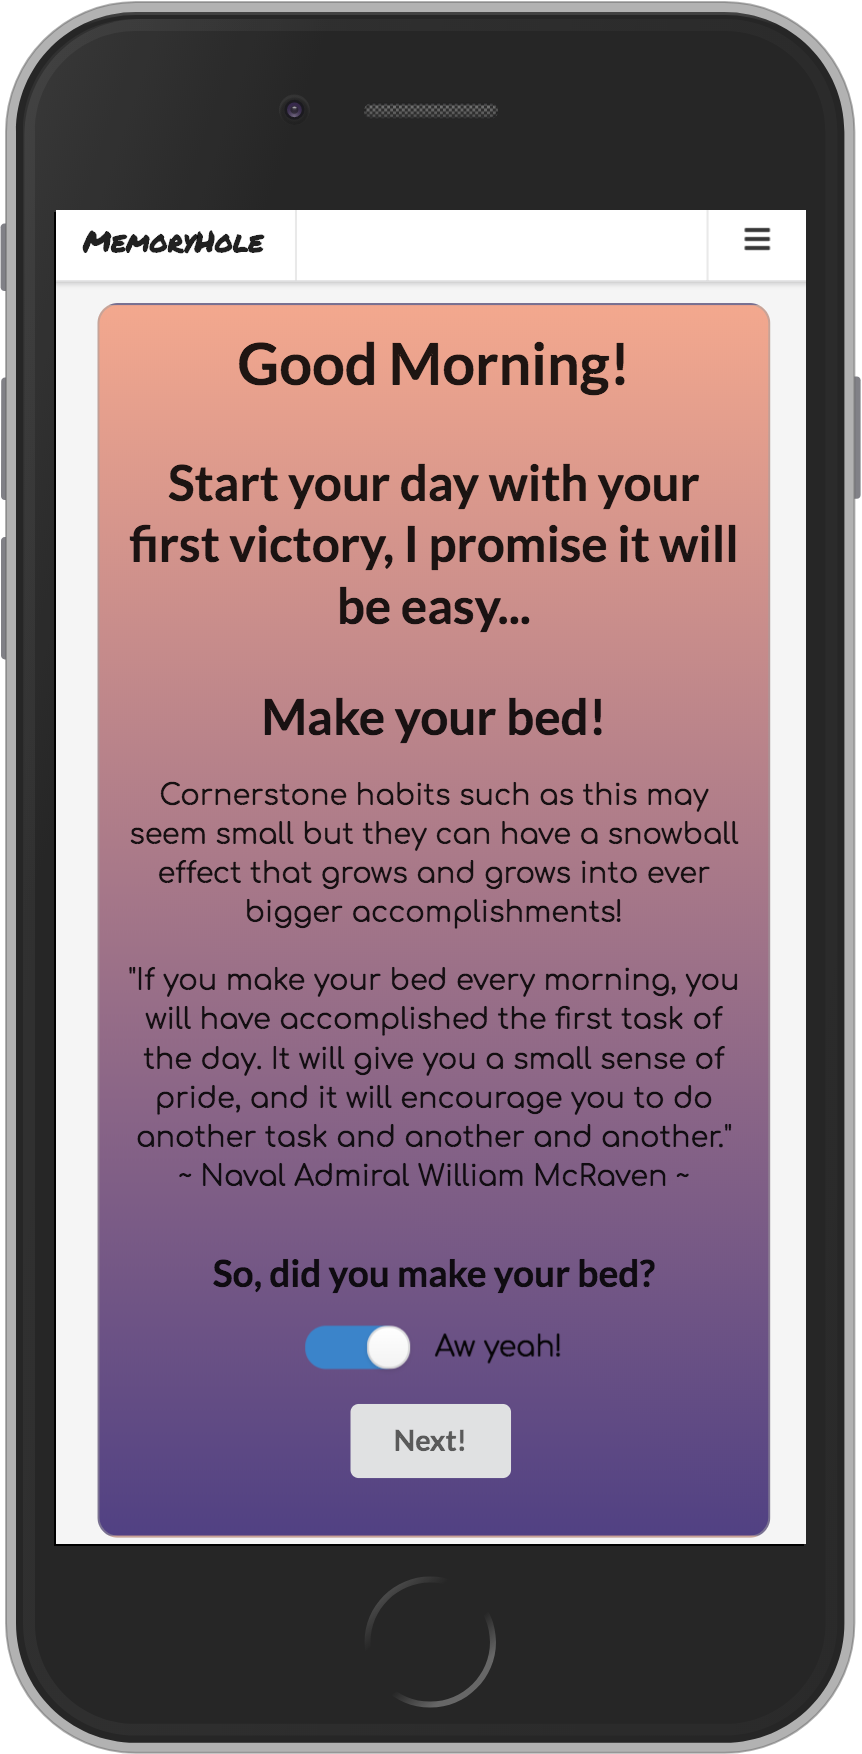 MemoryHole
Good Morning!
Start your day with your
first victory, I promise it will
be easy...
Make your bed!
Cornerstone habits such as this may
seem small but they can have a snowball
effect that grows and grows into ever
bigger accomplishments!
"If you make your bed every morning, you
will have accomplished the first task of
the day. It will give you a small sense of
pride, and it will encourage you to do
another task and another and another."
~ Naval Admiral William McRaven ~
So, did you make your bed?
Aw yeah!
Next!